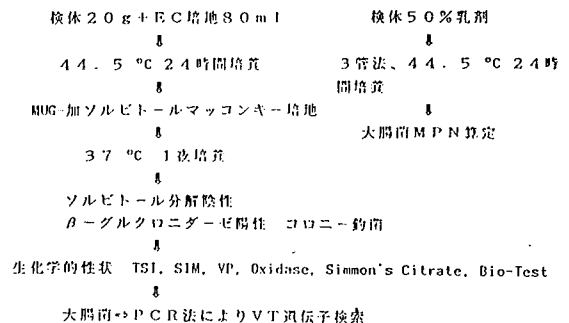 検体20g+EC培地80ml
⬇
44.5℃ 24時間培養
⬇
MUG-加ソルビトールマッコンキー培地
⬇
37℃ 1夜培養
⬇
ソルビトール分解陰性
β-グルクロニダーゼ陽性 コロニー釣菌
⬇
生化学的性状 TSI, SIM, VP, Oxidase, Simmon's Citrate, Bio-Test
⬇
大腸菌⇔PCR法によりVT遺伝子検索
検体50%乳剤
⬇
3管法、44.5℃ 24時
間培養
⬇
大腸菌MPN算定